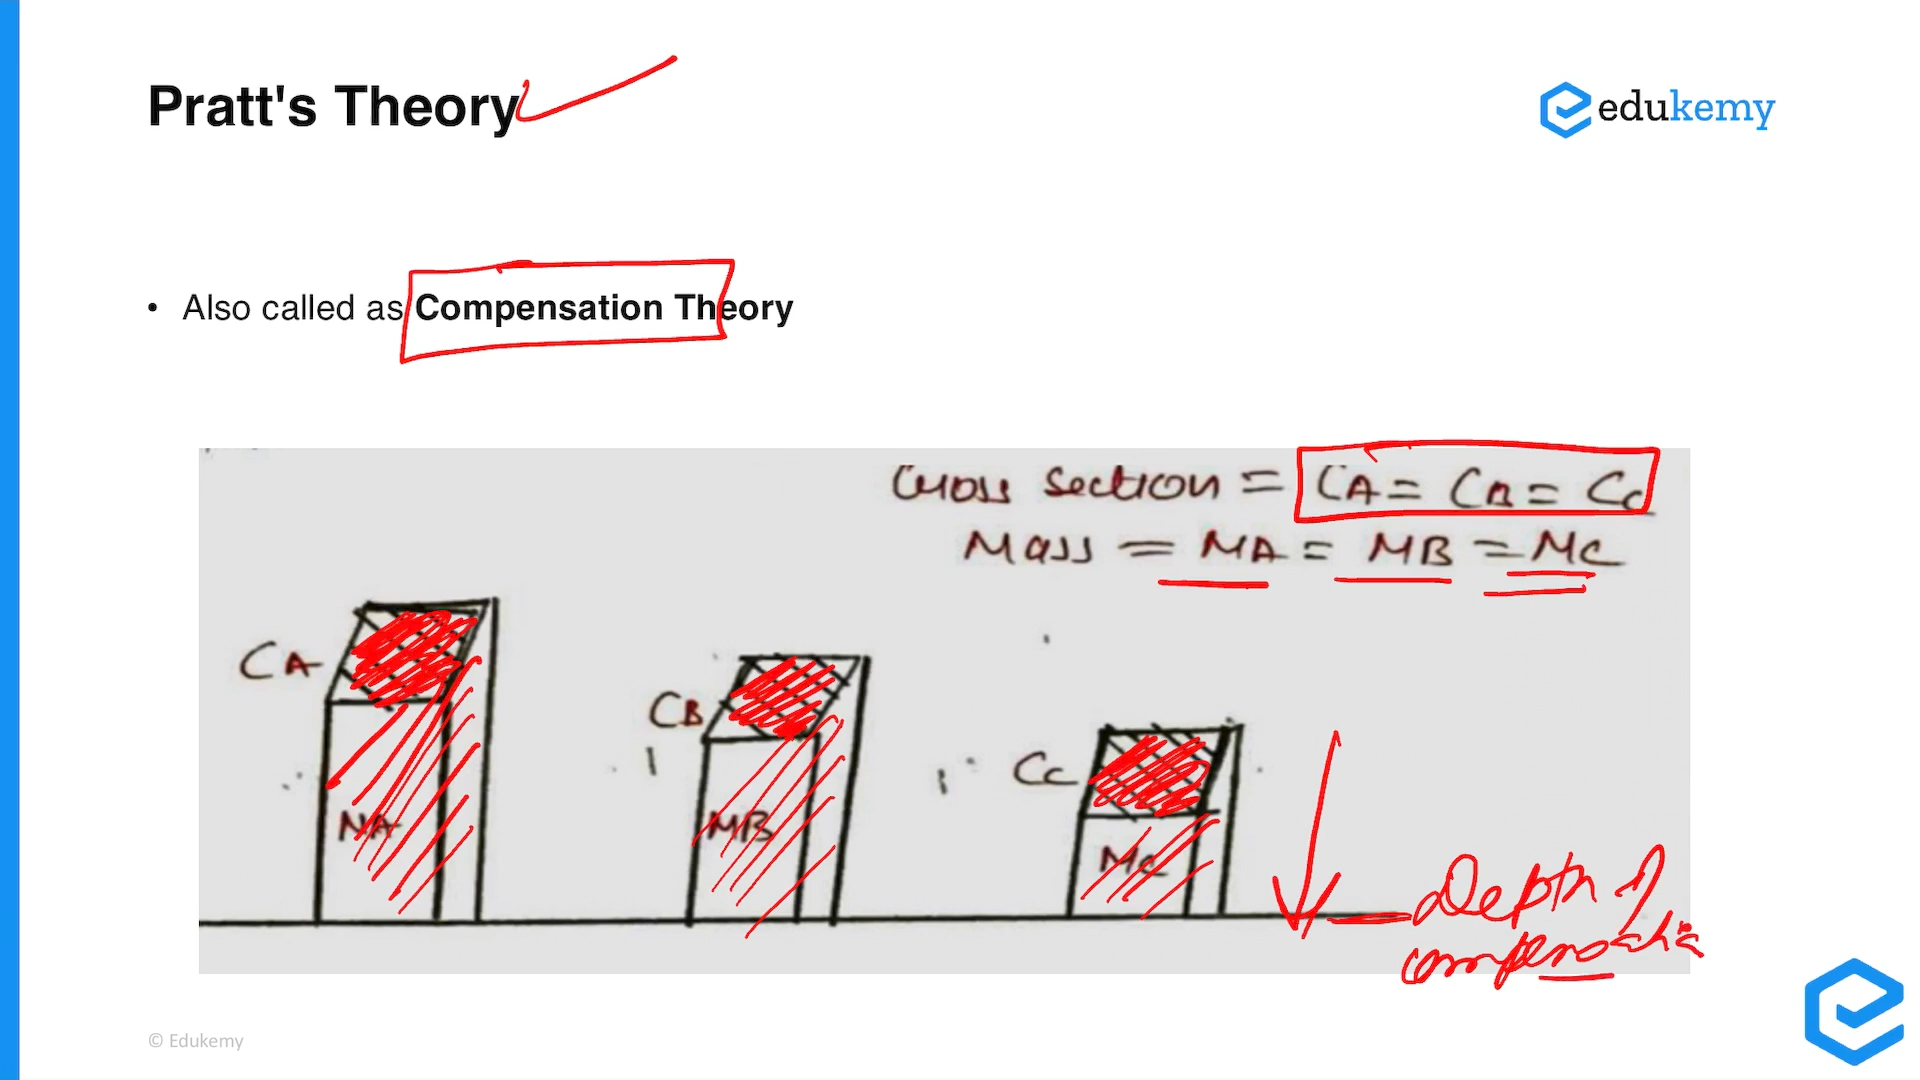 Pratt's Theory
edukemy
• Also called as Compensation Theory
Cross Section = CA = CB = Cc
Mass = MA = MB = MC
CA
CB
Cc
MA
MB
MC
Depth of
compensatio
© Edukemy